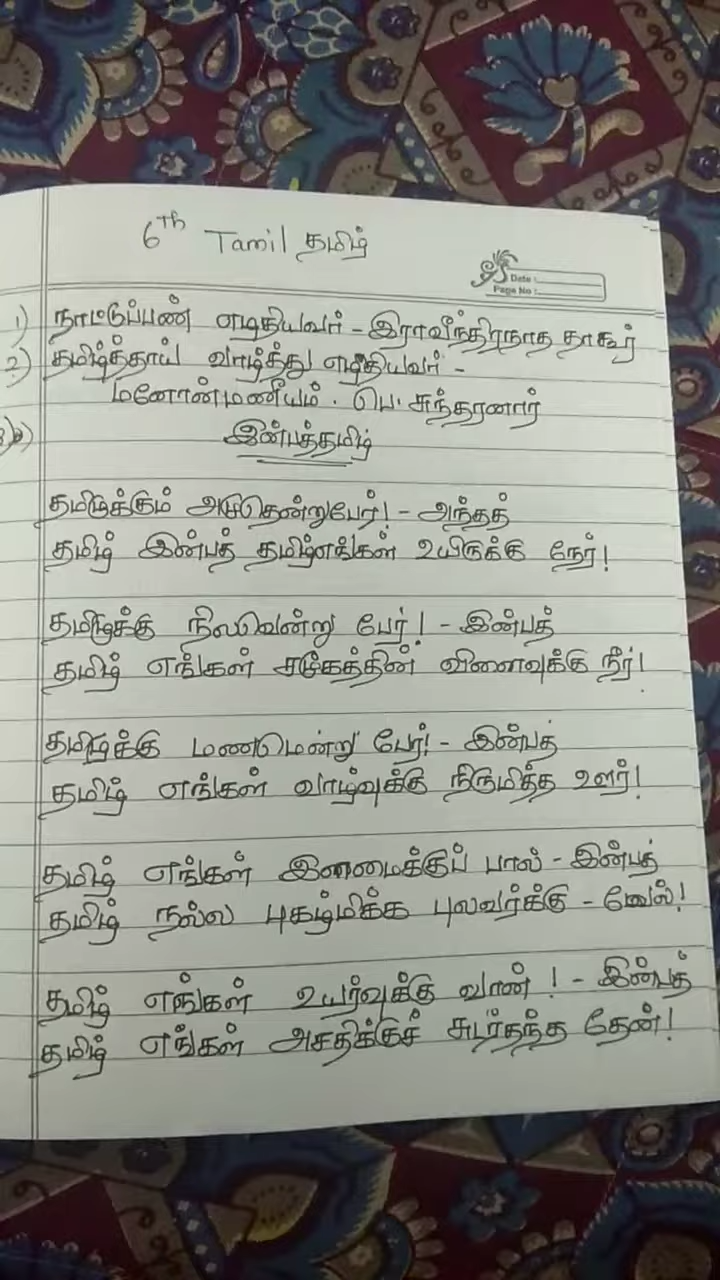 6th Tamil தமிழ்
Date :
Page No :
1) நாட்டுப்பண் எழுதியவர் - இரவீந்திரநாத தாகூர்
2) தமிழ்த்தாய் வாழ்த்து எழுதியவர் -
மனோன்மணீயம். பெ. சுந்தரனார்
இன்பத்தமிழ்
தமிழுக்கும் அமுதென்றுபேர்! - அந்தத்
தமிழ் இன்பத் தமிழ்எங்கள் உயிருக்கு நேர்!
தமிழுக்கு நிலவென்று பேர்! - இன்பத்
தமிழ் எங்கள் சமூகத்தின் விளைவுக்கு நீர்!
தமிழுக்கு மணமென்று பேர்! - இன்பத்
தமிழ் எங்கள் வாழ்வுக்கு நிருமித்த ஊர்!
தமிழ் எங்கள் இளமைக்குப் பால் - இன்பத்
தமிழ் நல்ல புகழ்மிக்க புலவர்க்கு - வேல்!
தமிழ் எங்கள் உயர்வுக்கு வான் ! - இன்பத்
தமிழ் எங்கள் அசதிக்குச் சுடர்தந்த தேன்!